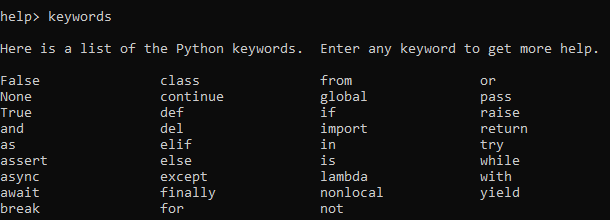 help> keywords
Here is a list of the Python keywords.  Enter any keyword to get more help.
False               class               from                or
None                continue            global              pass
True                def                 if                  raise
and                 del                 import              return
as                  elif                in                  try
assert              else                is                  while
async               except              lambda              with
await               finally             nonlocal            yield
break               for                 not